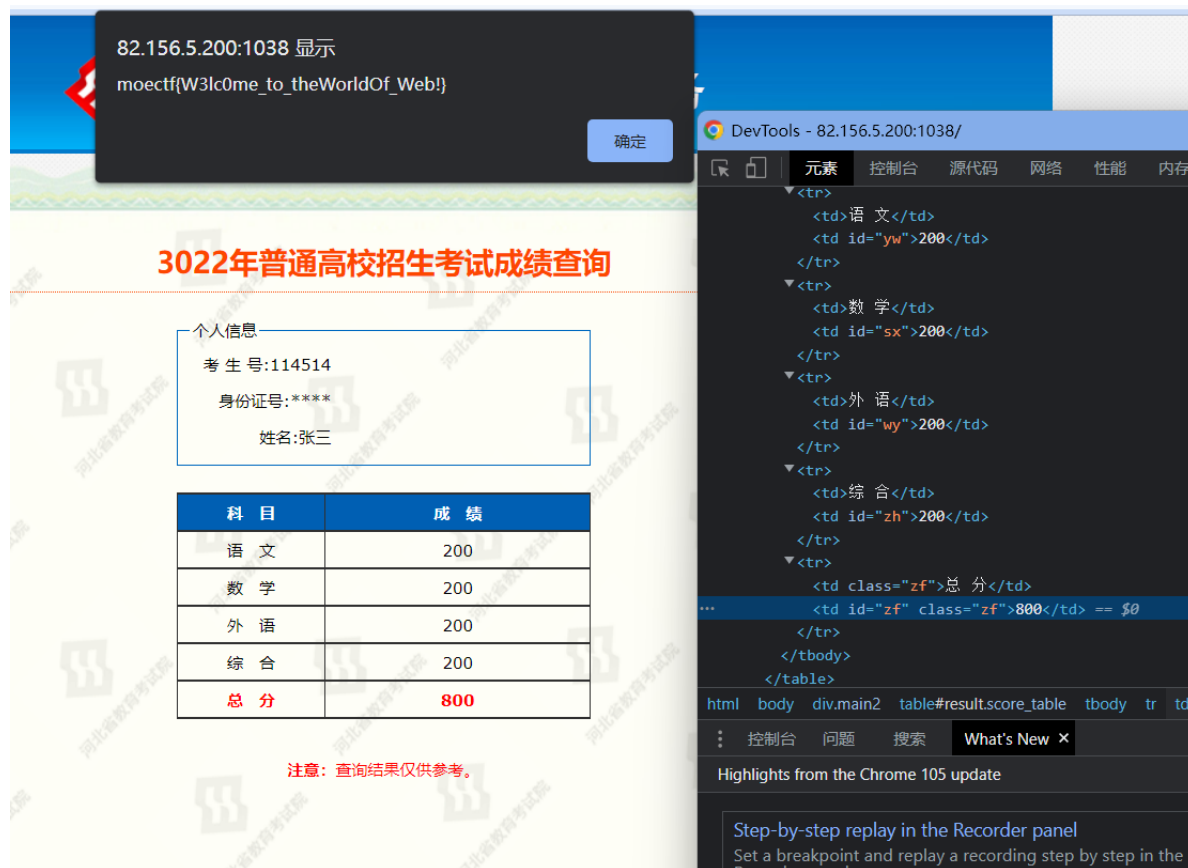 82.156.5.200:1038 显示
moectf{W3lc0me_to_theWorldOf_Web!}
确定
3022年普通高校招生考试成绩查询
个人信息
考 生 号:114514
身份证号:****
姓名:张三
科 目 成 绩
语 文 200
数 学 200
外 语 200
综 合 200
总 分 800
注意：查询结果仅供参考。
河北省教育考试院
DevTools - 82.156.5.200:1038/
元素 控制台 源代码 网络 性能 内存
<tr>
<td>语 文</td>
<td id="yw">200</td>
</tr>
<tr>
<td>数 学</td>
<td id="sx">200</td>
</tr>
<tr>
<td>外 语</td>
<td id="wy">200</td>
</tr>
<tr>
<td>综 合</td>
<td id="zh">200</td>
</tr>
<tr>
<td class="zf">总 分</td>
<td id="zf" class="zf">800</td> == $0
</tr>
</tbody>
</table>
html body div.main2 table#result.score_table tbody tr td
控制台 问题 搜索 What's New ×
Highlights from the Chrome 105 update
Step-by-step replay in the Recorder panel
Set a breakpoint and replay a recording step by step in the